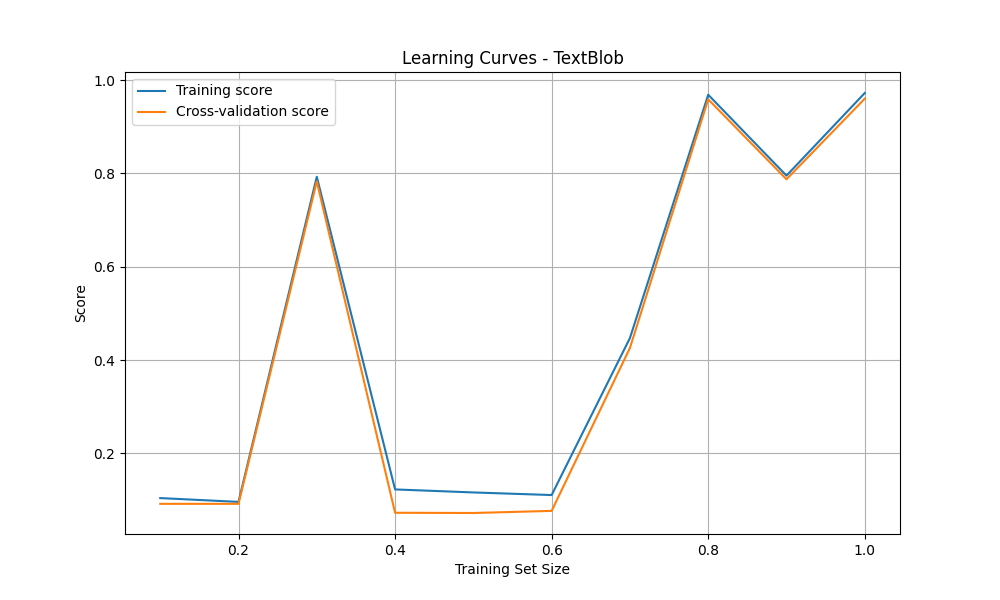 Learning Curves - TextBlob
Training score
Cross-validation score
1.0
0.8
0.6
0.4
0.2
Score
0.2 0.4 0.6 0.8 1.0
Training Set Size